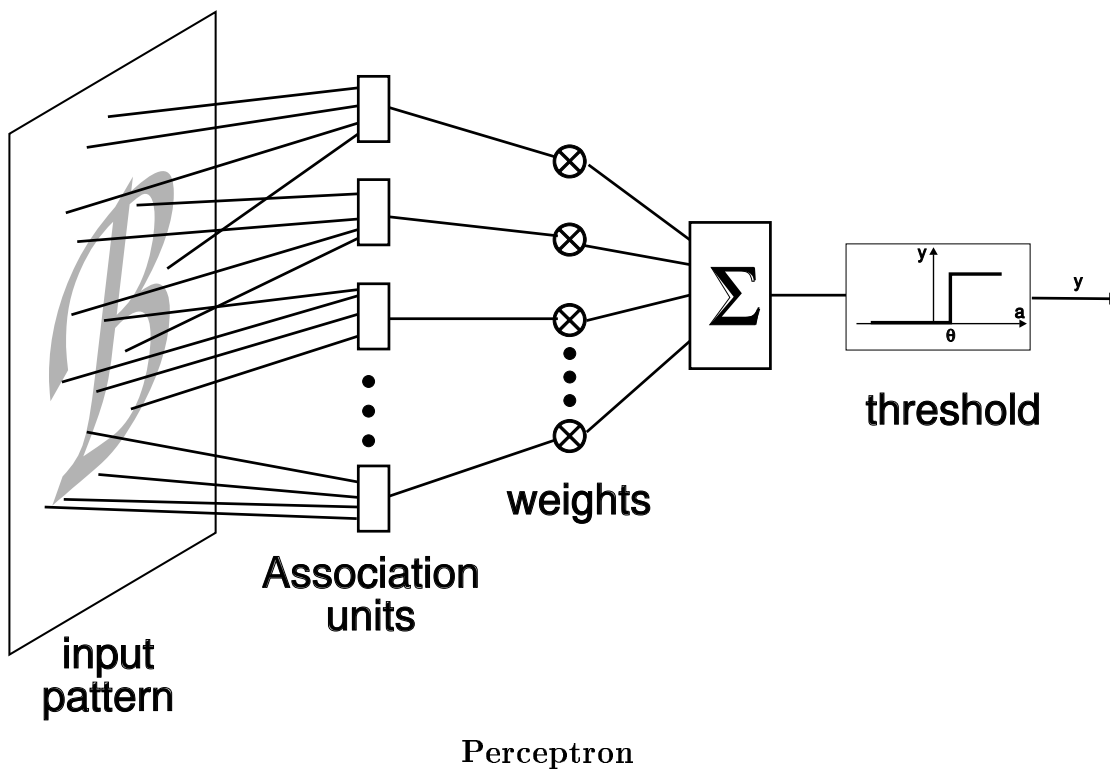 B
Σ
y
a
θ
y
threshold
weights
Association
units
input
pattern
Perceptron